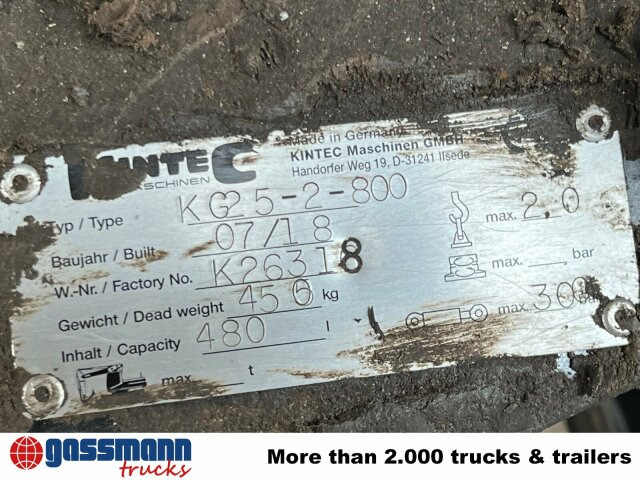 Made in Germany
KINTEC
MASCHINEN
KINTEC Maschinen GMBH
Handorfer Weg 19, D-31241 Ilsede
Typ / Type KG25-2-800
Baujahr / Built 07/18
W.-Nr. / Factory No. K26318
Gewicht / Dead weight 456 kg
Inhalt / Capacity 480 l
max. t
max. 2,0
max. , bar
max. 300
gassmann
trucks
More than 2.000 trucks & trailers